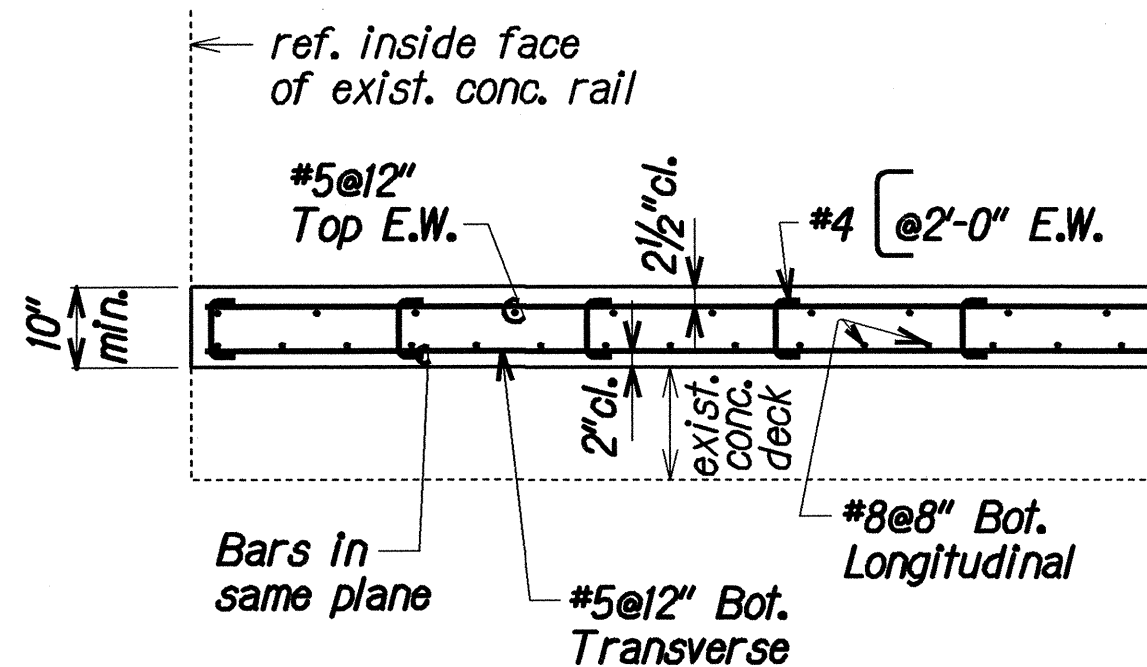 ref. inside face
of exist. conc. rail
#5@12"
Top E.W.
2½"cl.
#4 @2'-0" E.W.
10"
min.
2"cl.
exist.
conc.
deck
#8@8" Bot.
Longitudinal
Bars in
same plane
#5@12" Bot.
Transverse